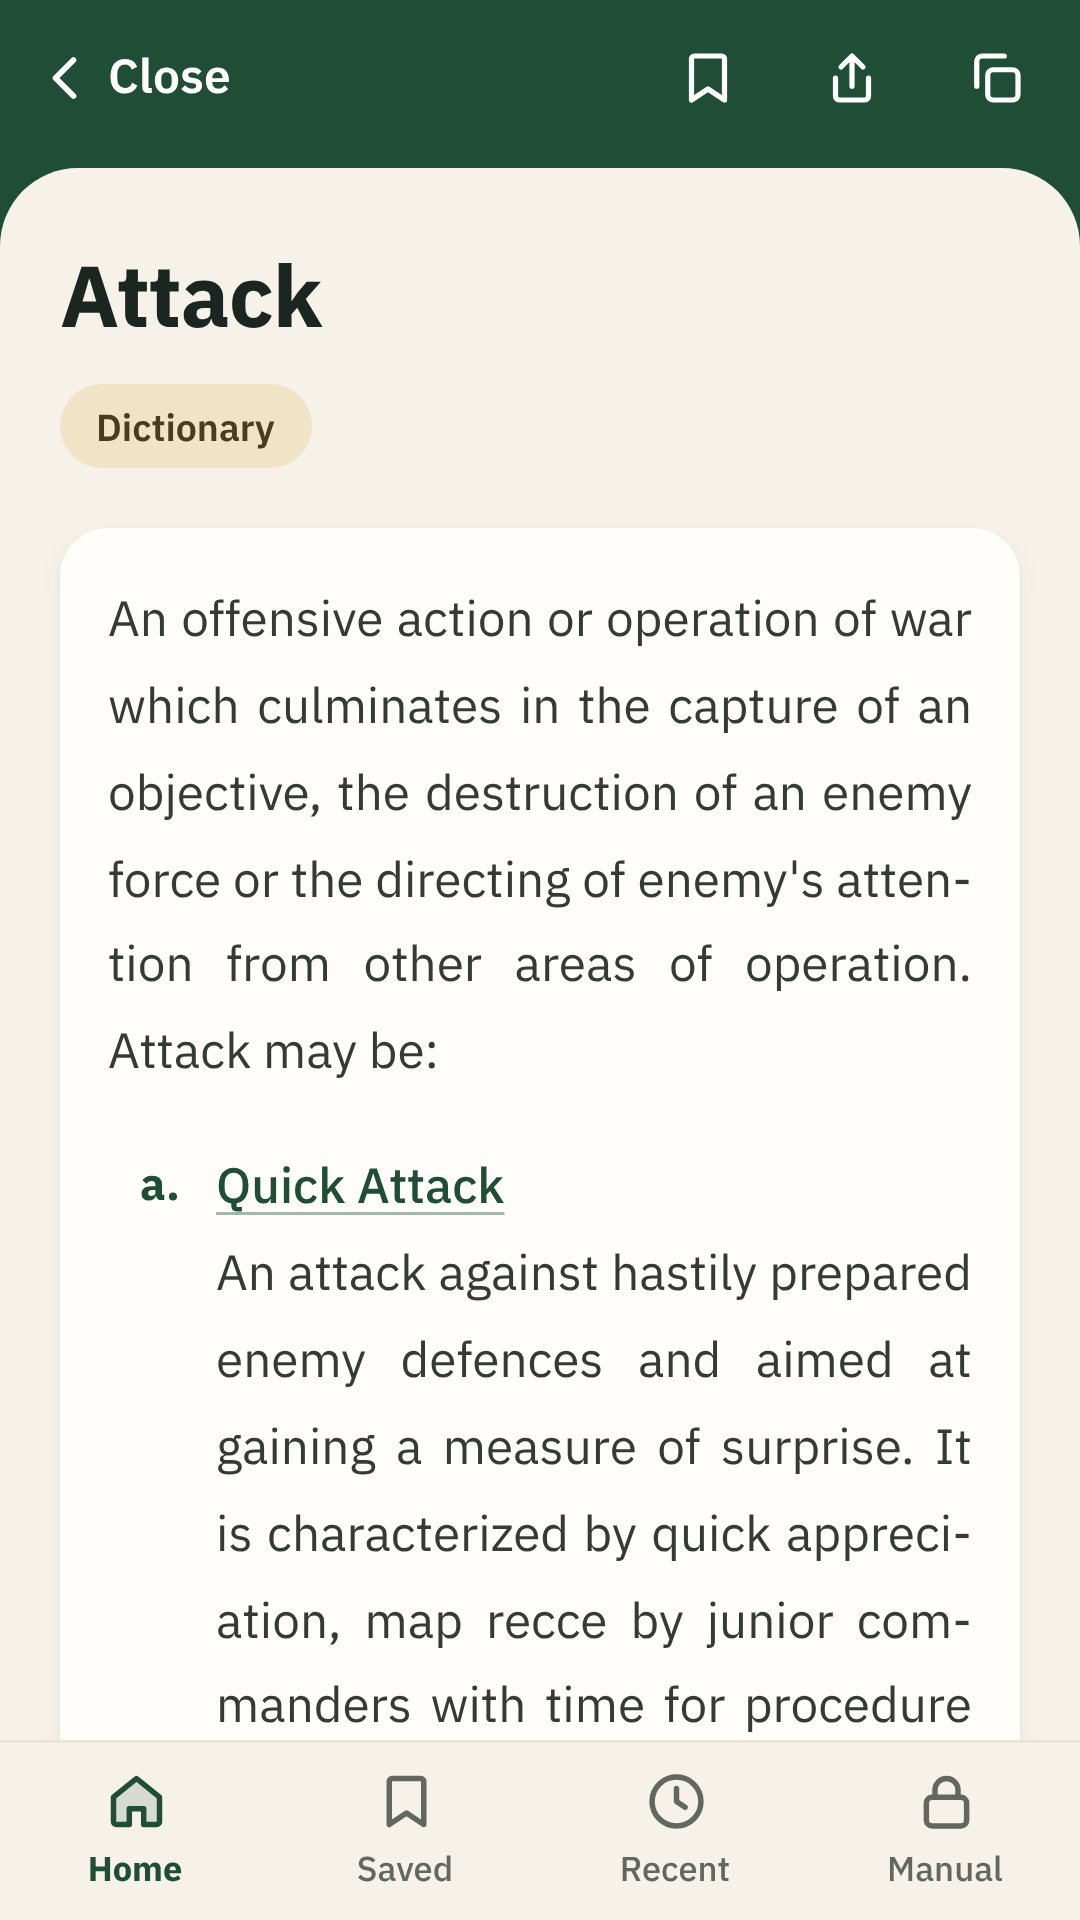 Close
Attack
Dictionary
An offensive action or operation of war
which culminates in the capture of an
objective, the destruction of an enemy
force or the directing of enemy's atten-
tion from other areas of operation.
Attack may be:
a. Quick Attack
An attack against hastily prepared
enemy defences and aimed at
gaining a measure of surprise. It
is characterized by quick appreci-
ation, map recce by junior com-
manders with time for procedure
Home Saved Recent Manual